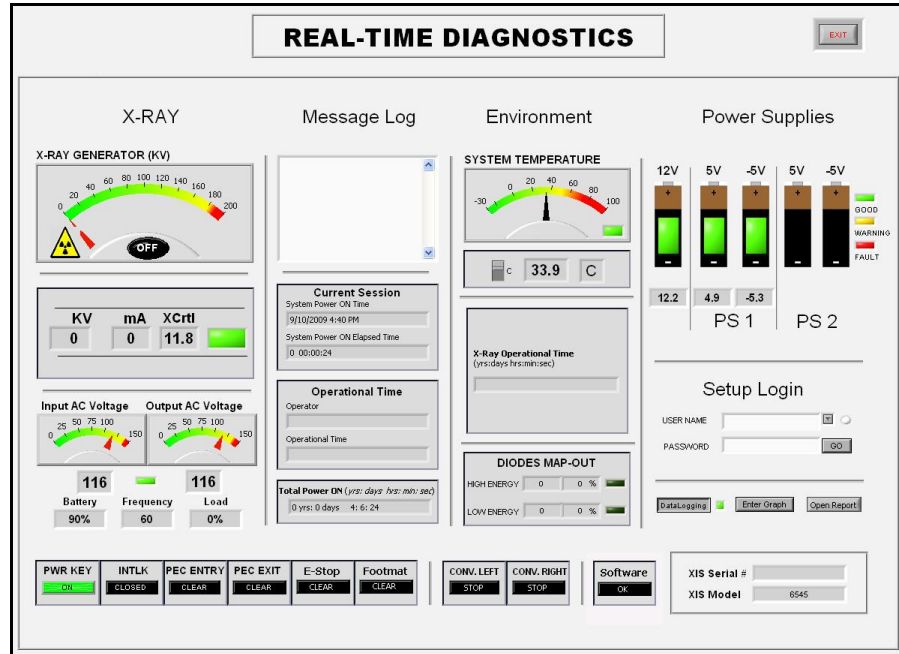 REAL-TIME DIAGNOSTICS
EXIT
X-RAY
Message Log
Environment
Power Supplies
X-RAY GENERATOR (KV)
0 20 40 60 80 100 120 140 160 180 200
OFF
SYSTEM TEMPERATURE
-30 0 20 40 60 80 100
C 33.9 C
12V 5V -5V 5V -5V
GOOD
WARNING
FAULT
12.2 4.9 -5.3
PS 1 PS 2
KV mA XCrtl
0 0 11.8
Current Session
System Power ON Time
9/10/2009 4:40 PM
System Power ON Elapsed Time
0 00:00:24
X-Ray Operational Time
(yrs:days hrs:min:sec)
Operational Time
Operator
Operational Time
Setup Login
USER NAME
PASSWORD
GO
Input AC Voltage Output AC Voltage
0 25 50 75 100 150 0 25 50 75 100 150
116 116
Battery Frequency Load
90% 60 0%
Total Power ON (yrs: days hrs: min: sec)
0 yrs: 0 days 4: 6: 24
DIODES MAP-OUT
HIGH ENERGY 0 0 %
LOW ENERGY 0 0 %
DataLogging Enter Graph Open Report
PWR KEY INTLK PEC ENTRY PEC EXIT E-Stop Footmat
ON CLOSED CLEAR CLEAR CLEAR CLEAR
CONV. LEFT CONV. RIGHT
STOP STOP
Software
OK
XIS Serial #
XIS Model 6545